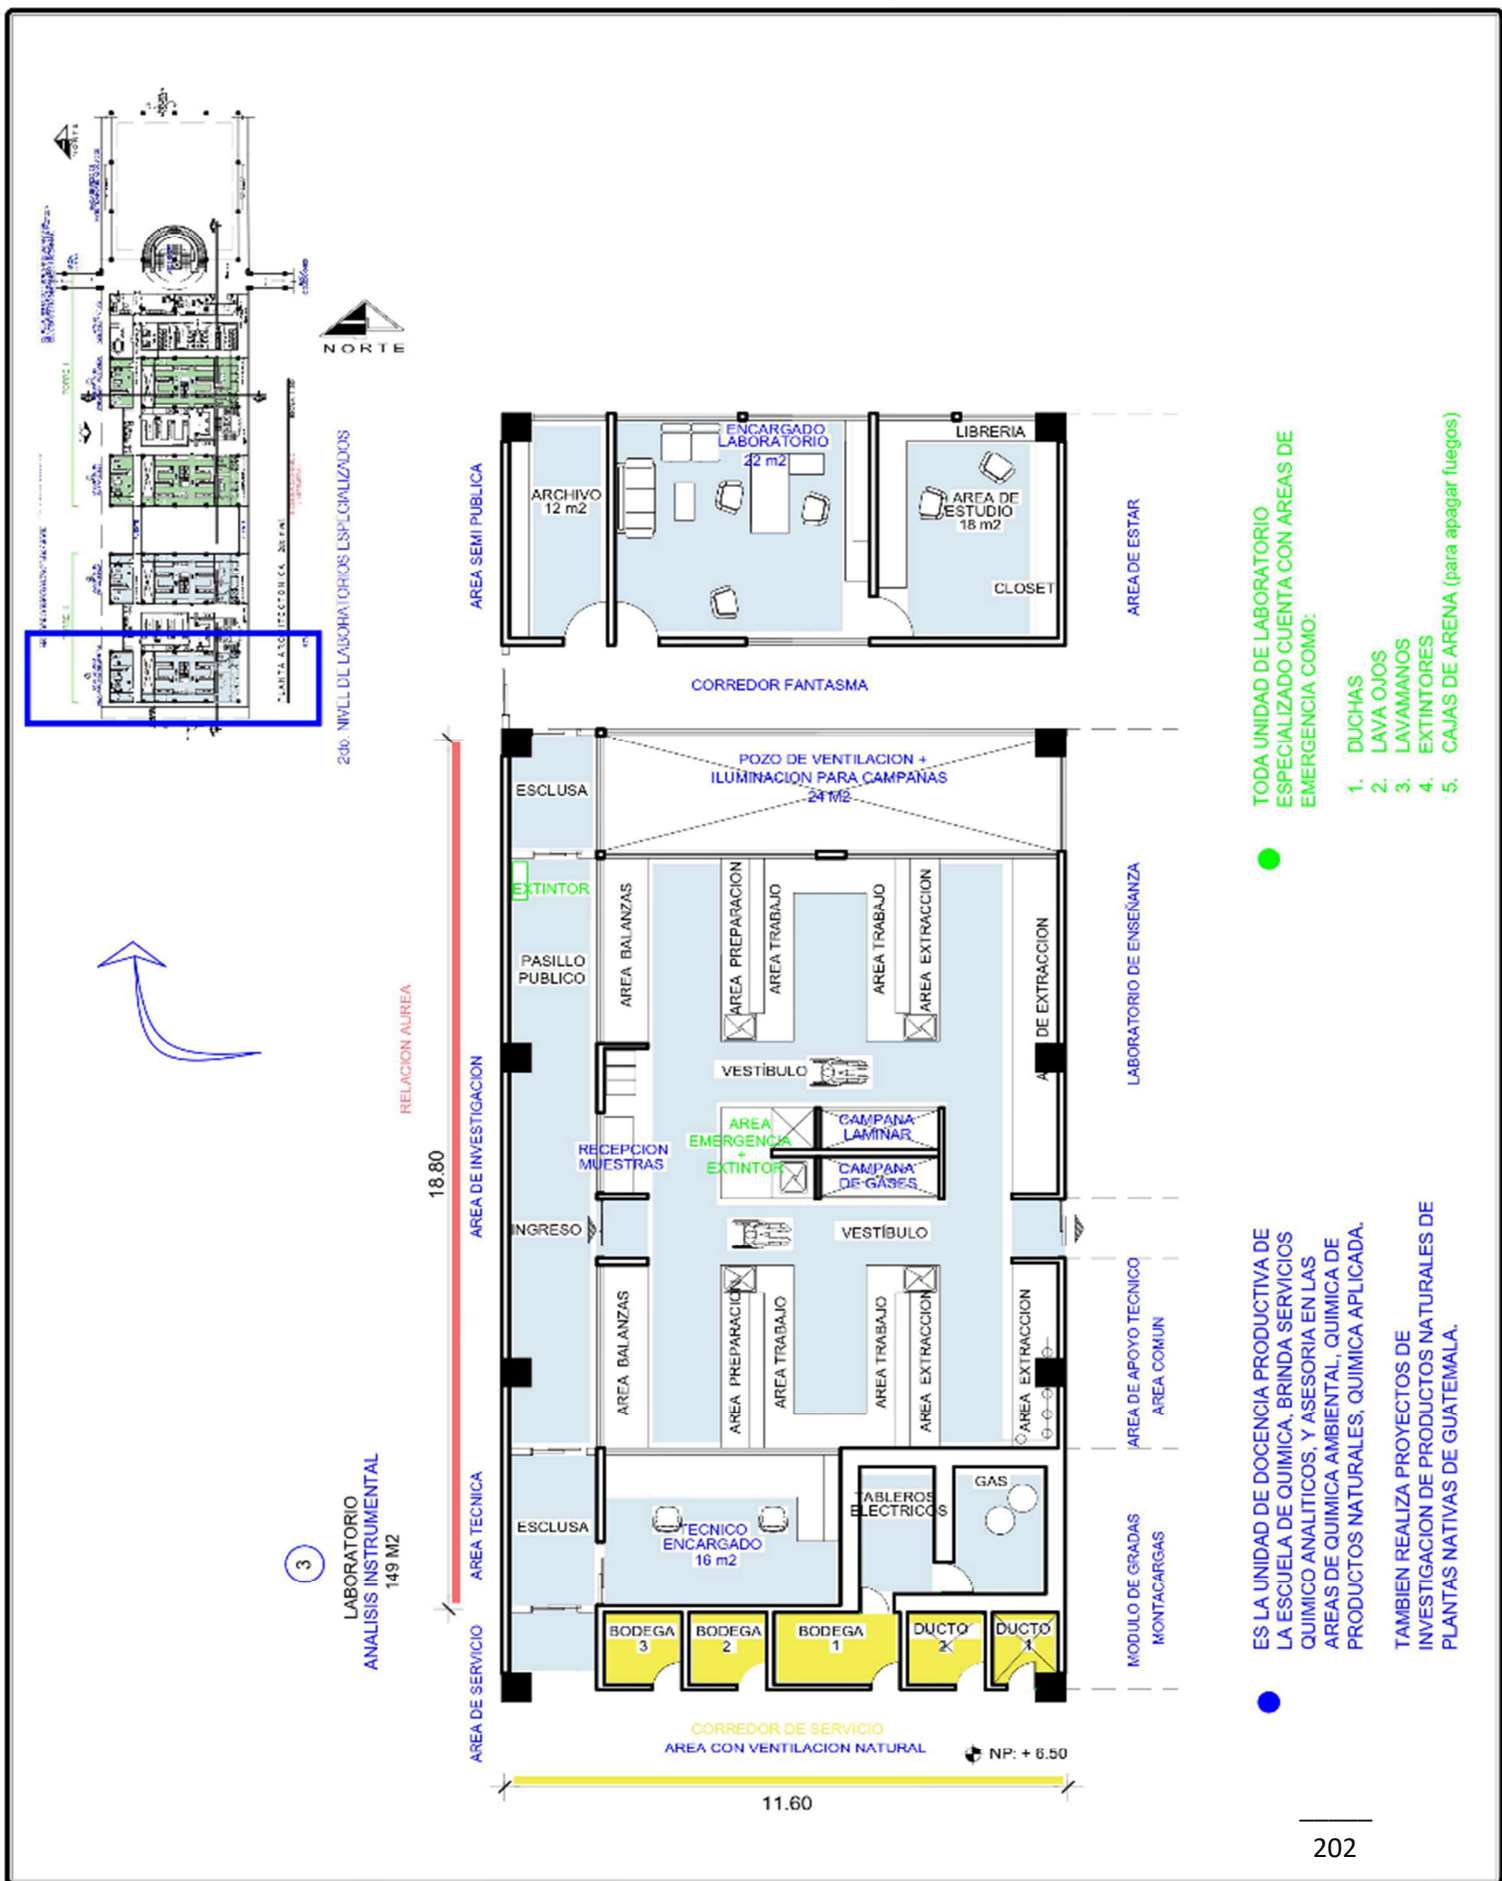 NORTE
2do. NIVEL DE LABORATORIOS ESPECIALIZADOS
PLANTA ARQUITECTONICA
NORTE
3
LABORATORIO
ANALISIS INSTRUMENTAL
149 M2
RELACION AUREA
18.80
AREA SEMI PUBLICA
AREA DE INVESTIGACION
AREA TECNICA
AREA DE SERVICIO
ARCHIVO
12 m2
ENCARGADO
LABORATORIO
22 m2
LIBRERIA
AREA DE
ESTUDIO
18 m2
CLOSET
CORREDOR FANTASMA
POZO DE VENTILACION +
ILUMINACION PARA CAMPANAS
24 M2
ESCLUSA
EXTINTOR
PASILLO
PUBLICO
AREA BALANZAS
AREA PREPARACION
AREA TRABAJO
AREA TRABAJO
AREA EXTRACCION
DE EXTRACCION
VESTÍBULO
RECEPCION
MUESTRAS
AREA
EMERGENCIA
+
EXTINTOR
CAMPANA
LAMINAR
CAMPANA
DE GASES
INGRESO
VESTÍBULO
AREA BALANZAS
AREA PREPARACION
AREA TRABAJO
AREA TRABAJO
AREA EXTRACCION
AREA EXTRACCION
ESCLUSA
TECNICO
ENCARGADO
16 m2
TABLEROS
ELECTRICOS
GAS
BODEGA
3
BODEGA
2
BODEGA
1
DUCTO
2
DUCTO
1
CORREDOR DE SERVICIO
AREA CON VENTILACION NATURAL
NP: + 6.50
11.60
AREA DE ESTAR
LABORATORIO DE ENSEÑANZA
AREA DE APOYO TECNICO
AREA COMUN
MODULO DE GRADAS
MONTACARGAS
TODA UNIDAD DE LABORATORIO
ESPECIALIZADO CUENTA CON AREAS DE
EMERGENCIA COMO:
1. DUCHAS
2. LAVA OJOS
3. LAVAMANOS
4. EXTINTORES
5. CAJAS DE ARENA (para apagar fuegos)
ES LA UNIDAD DE DOCENCIA PRODUCTIVA DE
LA ESCUELA DE QUIMICA, BRINDA SERVICIOS
QUIMICO ANALITICOS, Y ASESORIA EN LAS
AREAS DE QUIMICA AMBIENTAL, QUIMICA DE
PRODUCTOS NATURALES, QUIMICA APLICADA.
TAMBIEN REALIZA PROYECTOS DE
INVESTIGACION DE PRODUCTOS NATURALES DE
PLANTAS NATIVAS DE GUATEMALA.
202